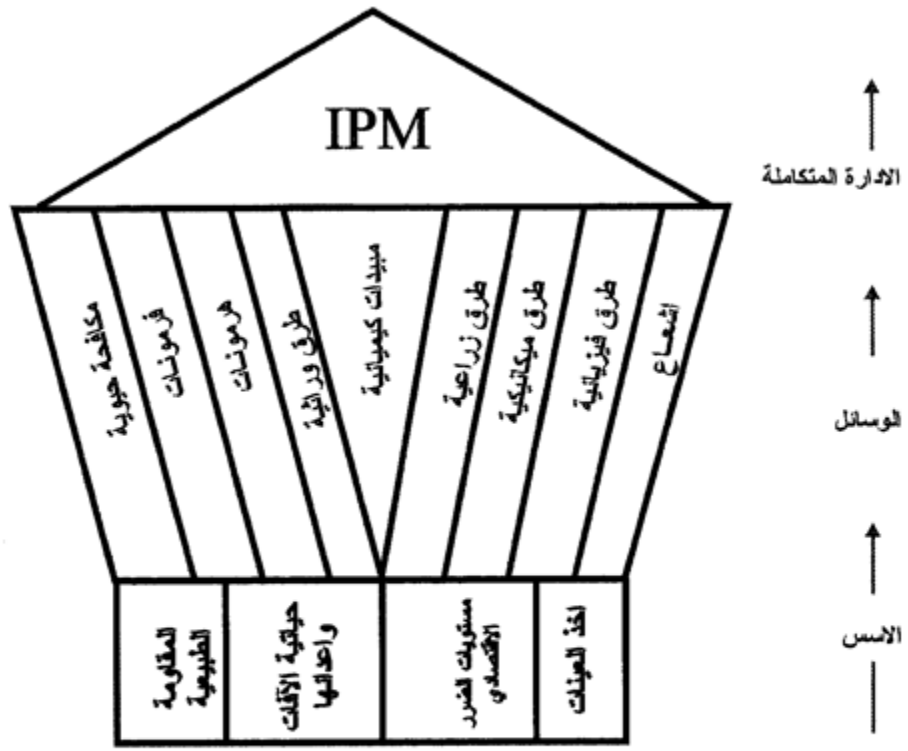 IPM
الادارة المتكاملة
مكافحة حيوية
فرمونات
هرمونات
طرق وراثية
مبيدات كيميائية
طرق زراعية
طرق ميكانيكية
طرق فيزيائية
اشعاع
الوسائل
المقاومة
الطبيعية
حياتية الآفات
واعدائها
مستويات الضرر
الاقتصادي
اخذ العينات
الاسس